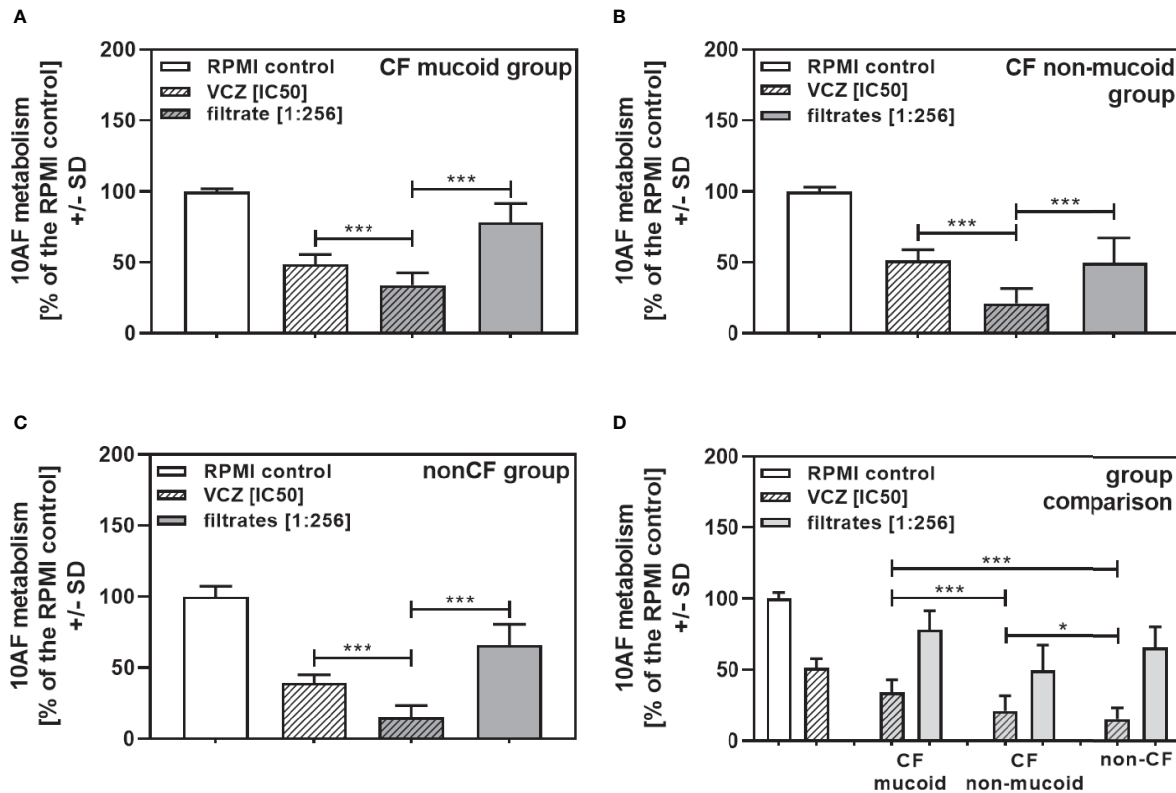 A
10AF metabolism
[% of the RPMI control]
+/- SD
200
150
100
50
0
RPMI control
VCZ [IC50]
filtrate [1:256]
CF mucoid group
***
***
B
10AF metabolism
[% of the RPMI control]
+/- SD
200
150
100
50
0
RPMI control
VCZ [IC50]
filtrates [1:256]
CF non-mucoid
group
***
***
C
10AF metabolism
[% of the RPMI control]
+/- SD
200
150
100
50
0
RPMI control
VCZ [IC50]
filtrates [1:256]
nonCF group
***
***
D
10AF metabolism
[% of the RPMI control]
+/- SD
200
150
100
50
0
RPMI control
VCZ [IC50]
filtrates [1:256]
group
comparison
***
***
*
CF
mucoid
CF
non-mucoid
non-CF